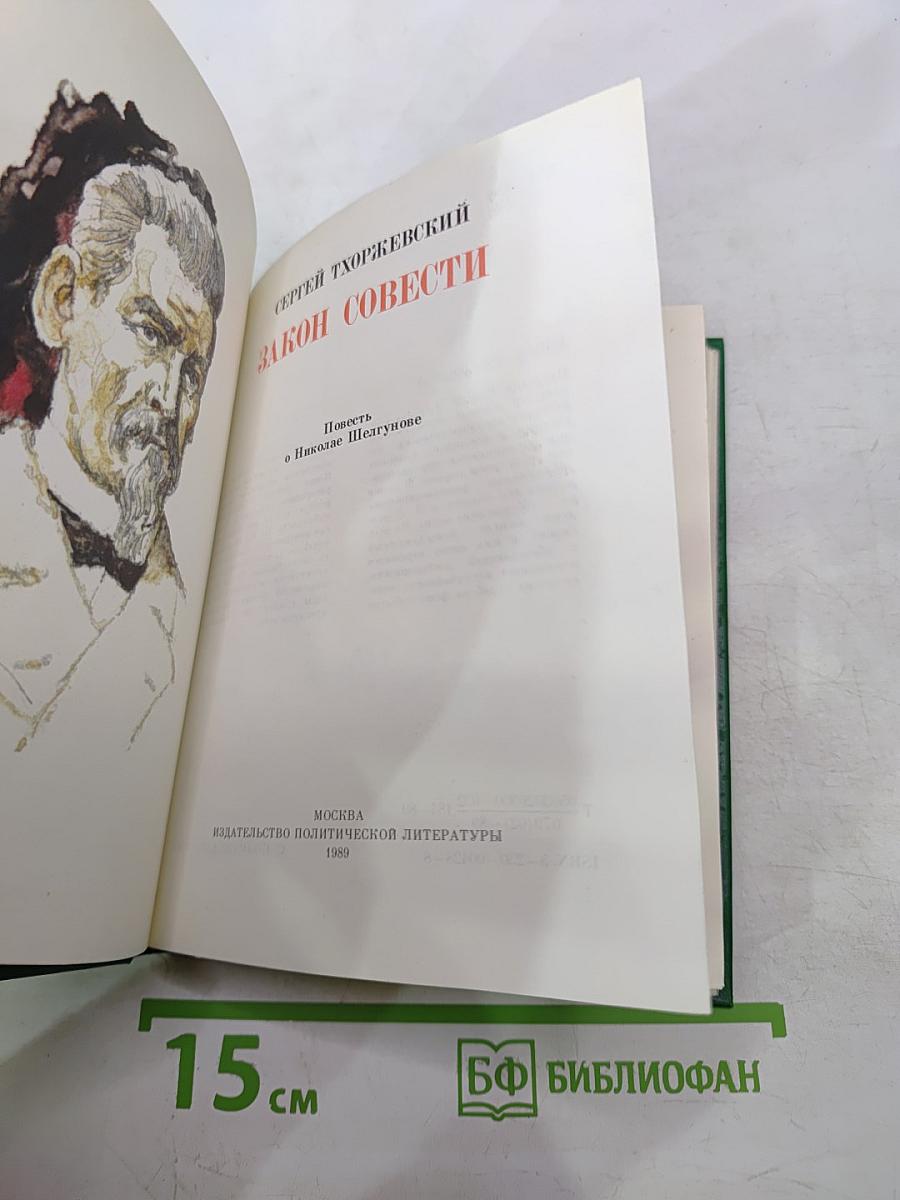 СЕРГЕЙ ТХОРЖЕВСКИЙ
ЗАКОН СОВЕСТИ
Повесть
о Николае Шелгунове
МОСКВА
ИЗДАТЕЛЬСТВО ПОЛИТИЧЕСКОЙ ЛИТЕРАТУРЫ
1989
15 см
БФ БИБЛИОФАН